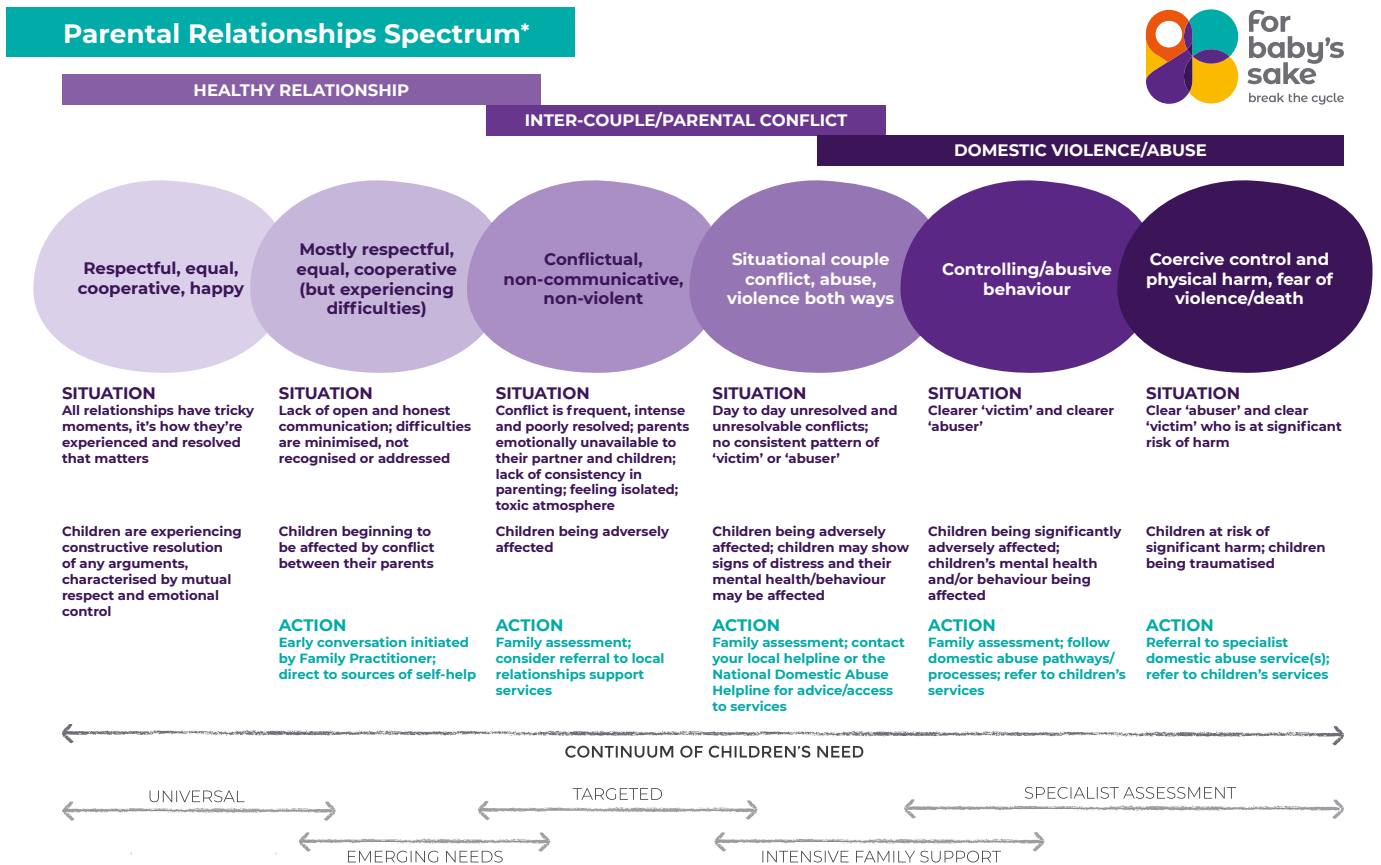 Parental Relationships Spectrum*
for
baby's
sake
break the cycle
HEALTHY RELATIONSHIP
INTER-COUPLE/PARENTAL CONFLICT
DOMESTIC VIOLENCE/ABUSE
Respectful, equal,
cooperative, happy
Mostly respectful,
equal, cooperative
(but experiencing
difficulties)
Conflictual,
non-communicative,
non-violent
Situational couple
conflict, abuse,
violence both ways
Controlling/abusive
behaviour
Coercive control and
physical harm, fear of
violence/death
SITUATION
All relationships have tricky
moments, it's how they're
experienced and resolved
that matters
Children are experiencing
constructive resolution
of any arguments,
characterised by mutual
respect and emotional
control
SITUATION
Lack of open and honest
communication; difficulties
are minimised, not
recognised or addressed
Children beginning to
be affected by conflict
between their parents
ACTION
Early conversation initiated
by Family Practitioner;
direct to sources of self-help
SITUATION
Conflict is frequent, intense
and poorly resolved; parents
emotionally unavailable to
their partner and children;
lack of consistency in
parenting; feeling isolated;
toxic atmosphere
Children being adversely
affected
ACTION
Family assessment;
consider referral to local
relationships support
services
SITUATION
Day to day unresolved and
unresolvable conflicts;
no consistent pattern of
'victim' or 'abuser'
Children being adversely
affected; children may show
signs of distress and their
mental health/behaviour
may be affected
ACTION
Family assessment; contact
your local helpline or the
National Domestic Abuse
Helpline for advice/access
to services
SITUATION
Clearer 'victim' and clearer
'abuser'
Children being significantly
adversely affected;
children's mental health
and/or behaviour being
affected
ACTION
Family assessment; follow
domestic abuse pathways/
processes; refer to children's
services
SITUATION
Clear 'abuser' and clear
'victim' who is at significant
risk of harm
Children at risk of
significant harm; children
being traumatised
ACTION
Referral to specialist
domestic abuse service(s);
refer to children's services
CONTINUUM OF CHILDREN'S NEED
UNIVERSAL
TARGETED
SPECIALIST ASSESSMENT
EMERGING NEEDS
INTENSIVE FAMILY SUPPORT